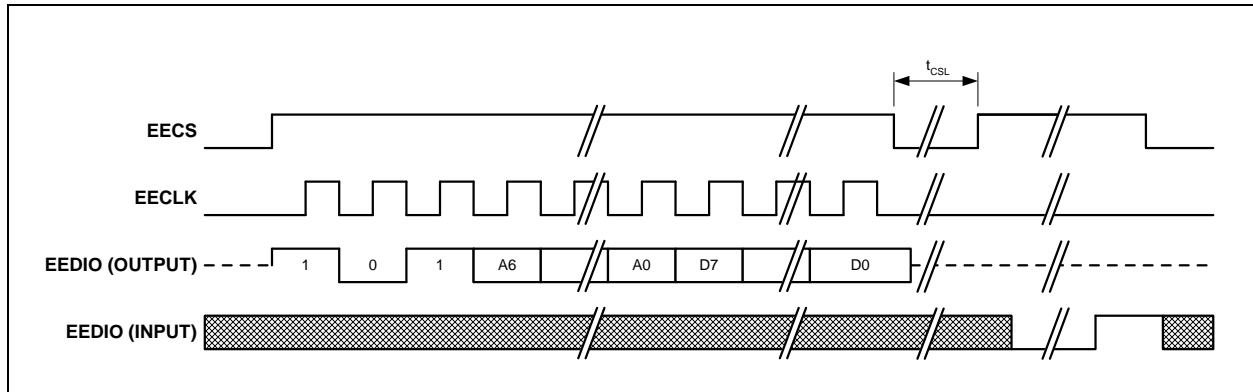 tCSL
EECS
EECLK
EEDIO (OUTPUT) 1 0 1 A6 A0 D7 D0
EEDIO (INPUT)